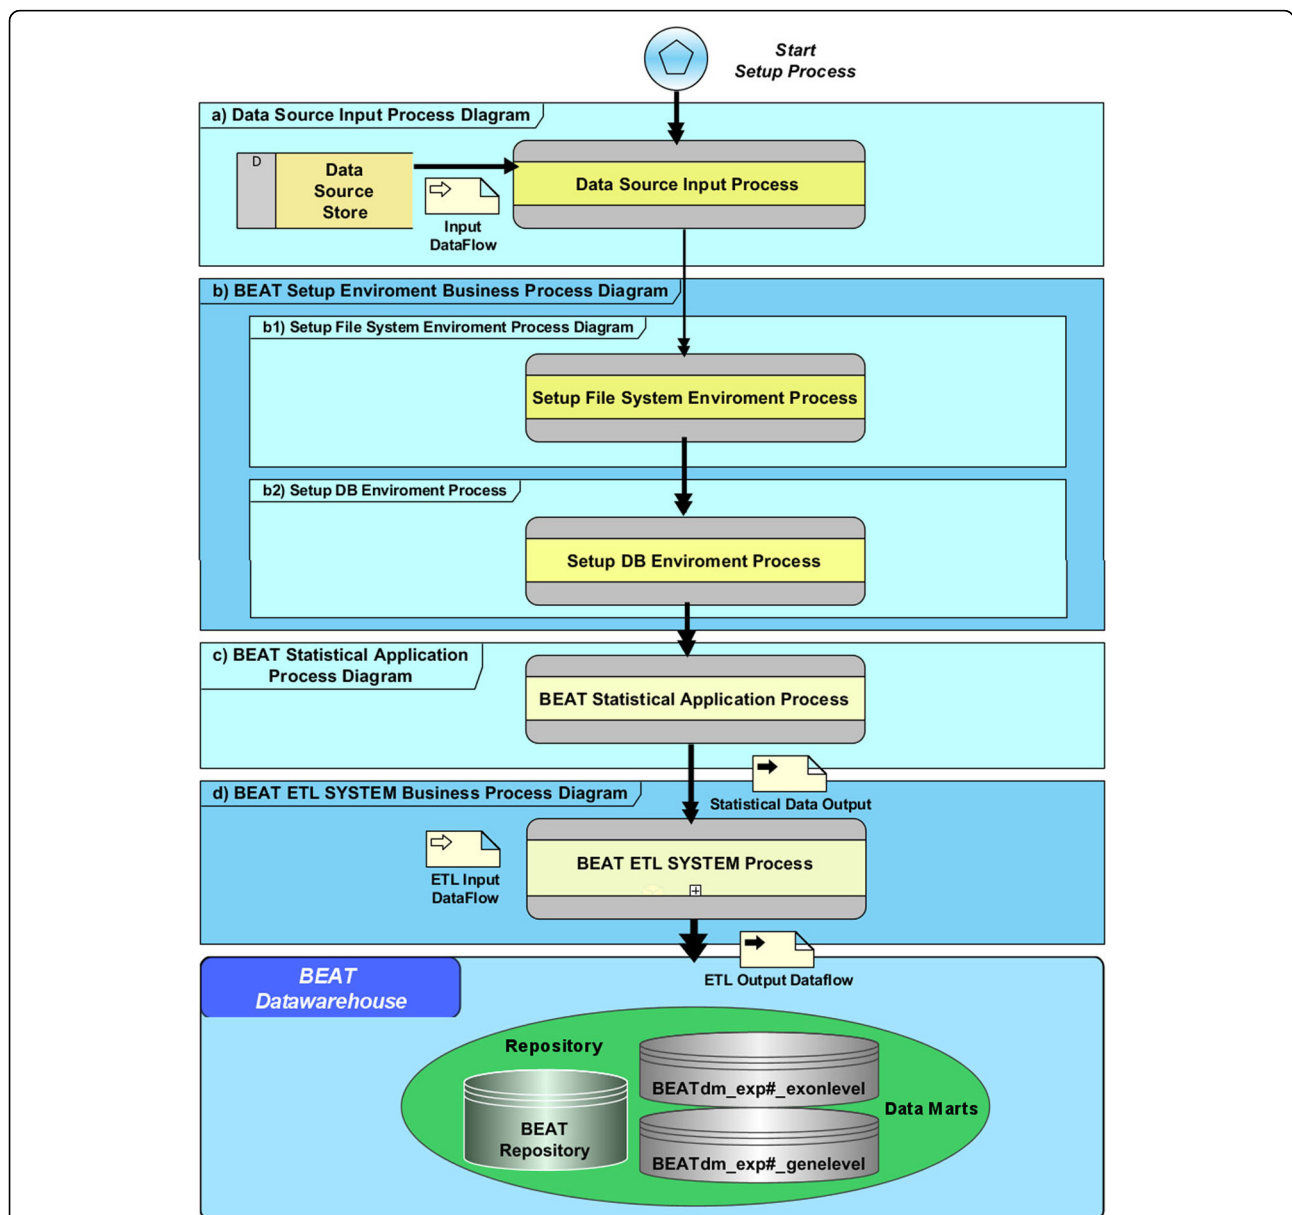 Start
Setup Process
a) Data Source Input Process DIagram
D
Data
Source
Store
Input
DataFlow
Data Source Input Process
b) BEAT Setup Enviroment Business Process Diagram
b1) Setup File System Enviroment Process Diagram
Setup File System Enviroment Process
b2) Setup DB Enviroment Process
Setup DB Enviroment Process
c) BEAT Statistical Application
Process Diagram
BEAT Statistical Application Process
Statistical Data Output
d) BEAT ETL SYSTEM Business Process Diagram
ETL Input
DataFlow
BEAT ETL SYSTEM Process
ETL Output Dataflow
BEAT
Datawarehouse
Repository
BEAT
Repository
BEATdm_exp#_exonlevel
Data Marts
BEATdm_exp#_genelevel